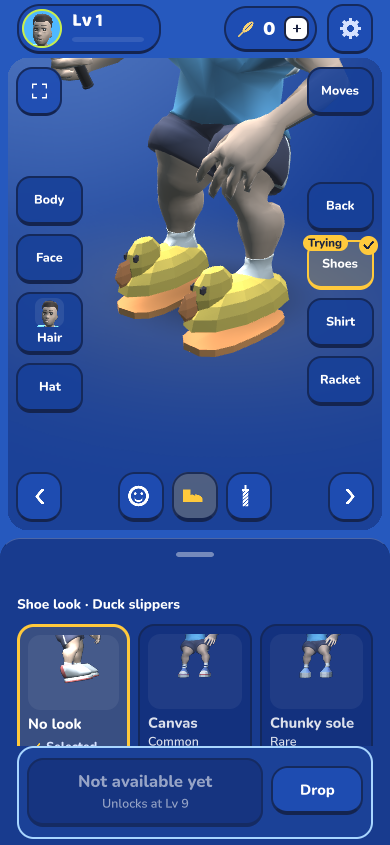 Lv 1
0
+
Moves
Body
Back
Trying
Face
Shoes
Hair
Shirt
Hat
Racket
Shoe look · Duck slippers
No look
Canvas
Chunky sole
✓ Selected
Common
Rare
Not available yet
Unlocks at Lv 9
Drop